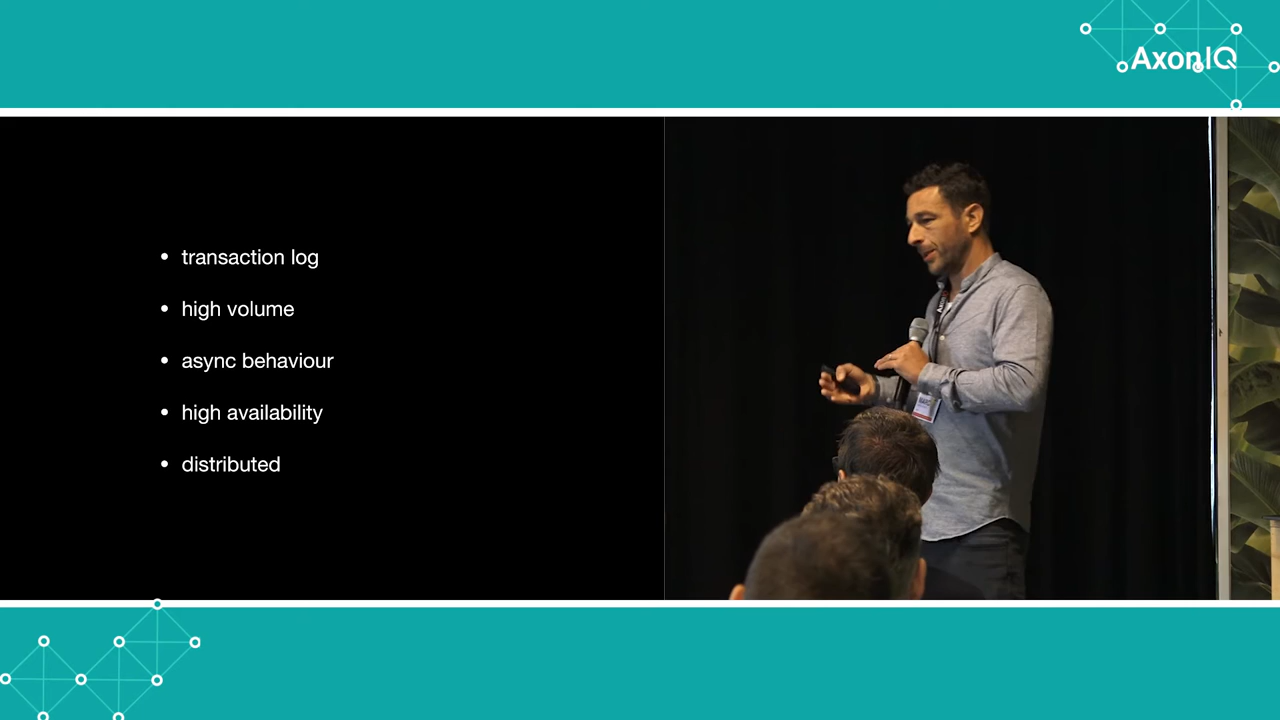 AxonIQ
• transaction log
• high volume
• async behaviour
• high availability
• distributed